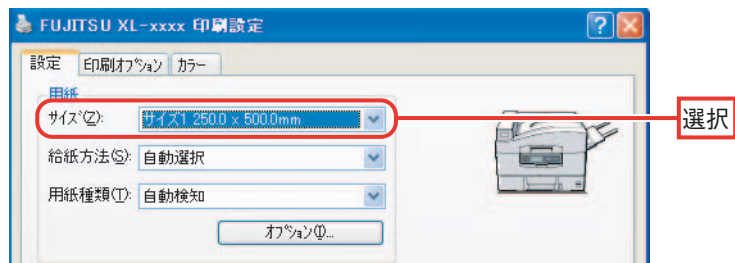 FUJITSU XL-xxxx 印刷設定
設定 印刷オプション カラー
用紙
サイズ(Z): サイズ1 250.0 x 500.0mm
選択
給紙方法(S): 自動選択
用紙種類(T): 自動検知
オプション(I)...